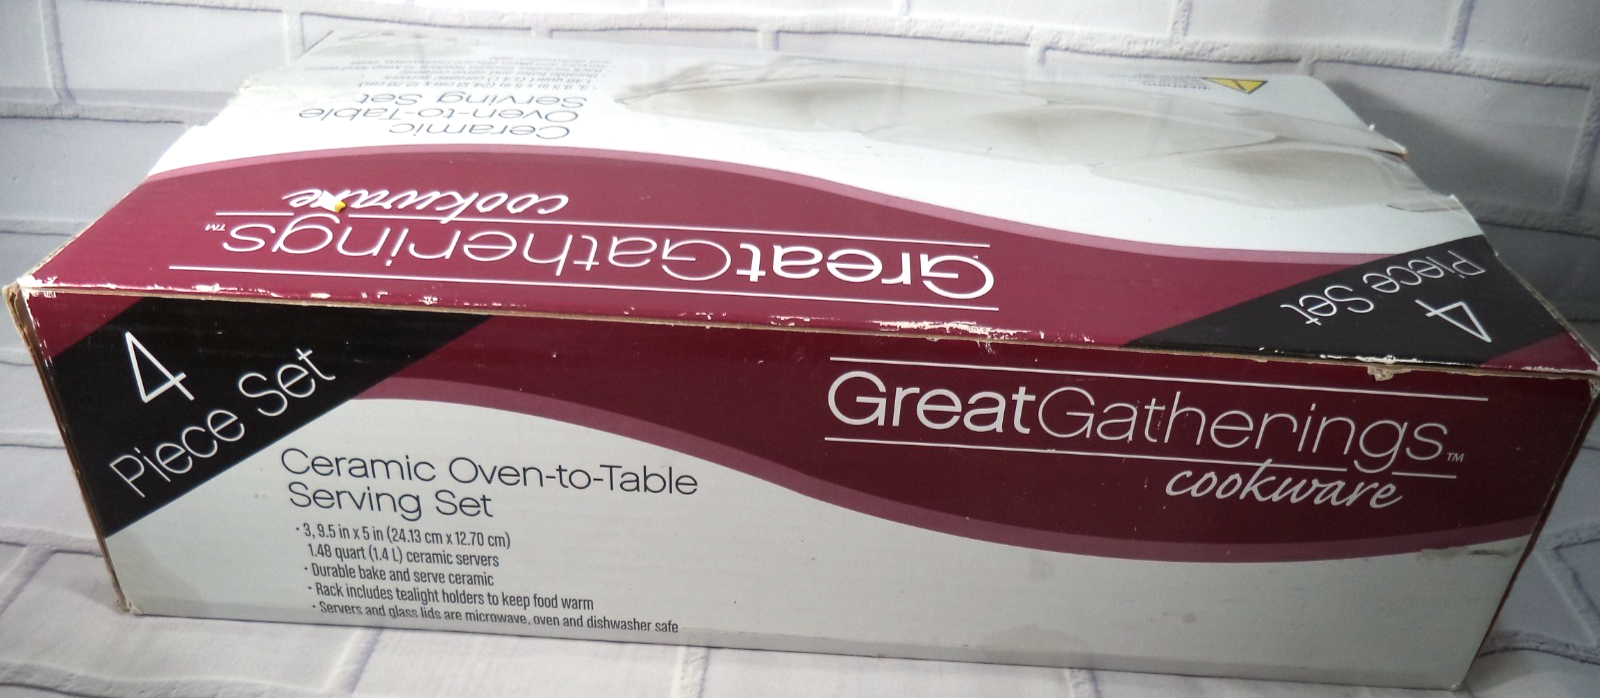 Ceramic
Oven-to-Table
Serving Set
GreatGatherings™
cookware
4
Piece Set
4
Piece Set
GreatGatherings™
cookware
Ceramic Oven-to-Table
Serving Set
· 3, 9.5 in x 5 in (24.13 cm x 12.70 cm)
1.48 quart (1.4 L) ceramic servers
· Durable bake and serve ceramic
· Rack includes tealight holders to keep food warm
· Servers and glass lids are microwave, oven and dishwasher safe